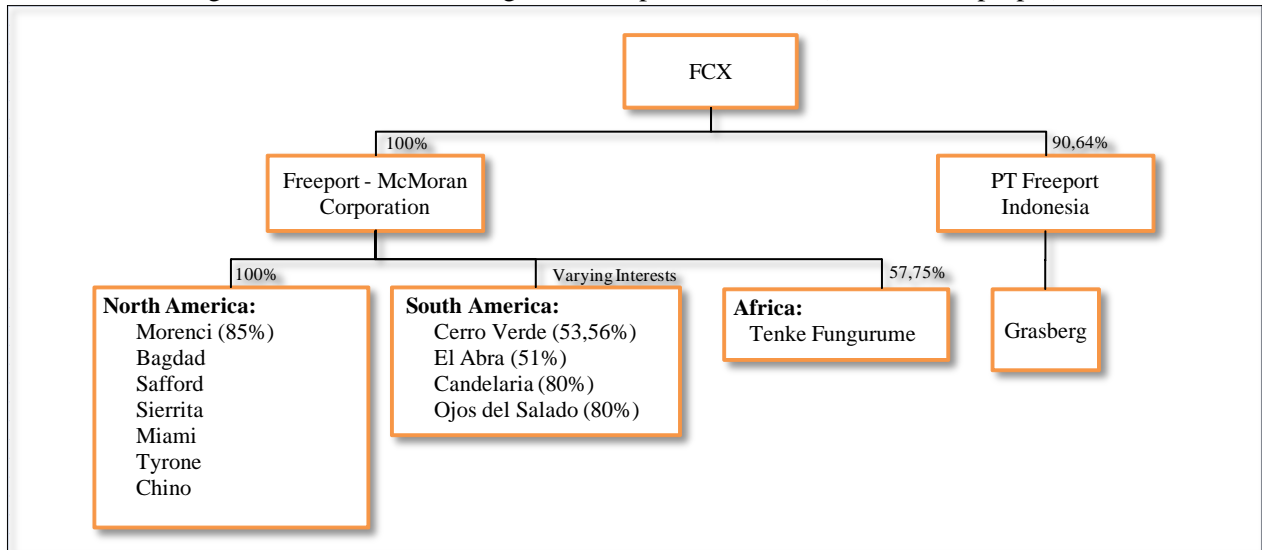 FCX
100%
90,64%
Freeport - McMoran
Corporation
PT Freeport
Indonesia
100%
Varying Interests
57,75%
North America:
Morenci (85%)
Bagdad
Safford
Sierrita
Miami
Tyrone
Chino
South America:
Cerro Verde (53,56%)
El Abra (51%)
Candelaria (80%)
Ojos del Salado (80%)
Africa:
Tenke Fungurume
Grasberg